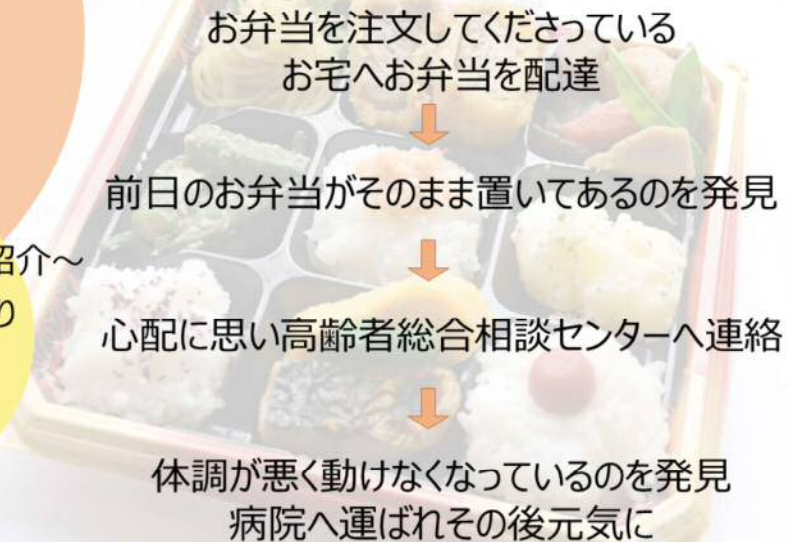 お弁当を注文してくださっている
お宅へお弁当を配達
前日のお弁当がそのまま置いてあるのを発見
紹介～
り
心配に思い高齢者総合相談センターへ連絡
体調が悪く動けなくなっているのを発見
病院へ運ばれその後元気に